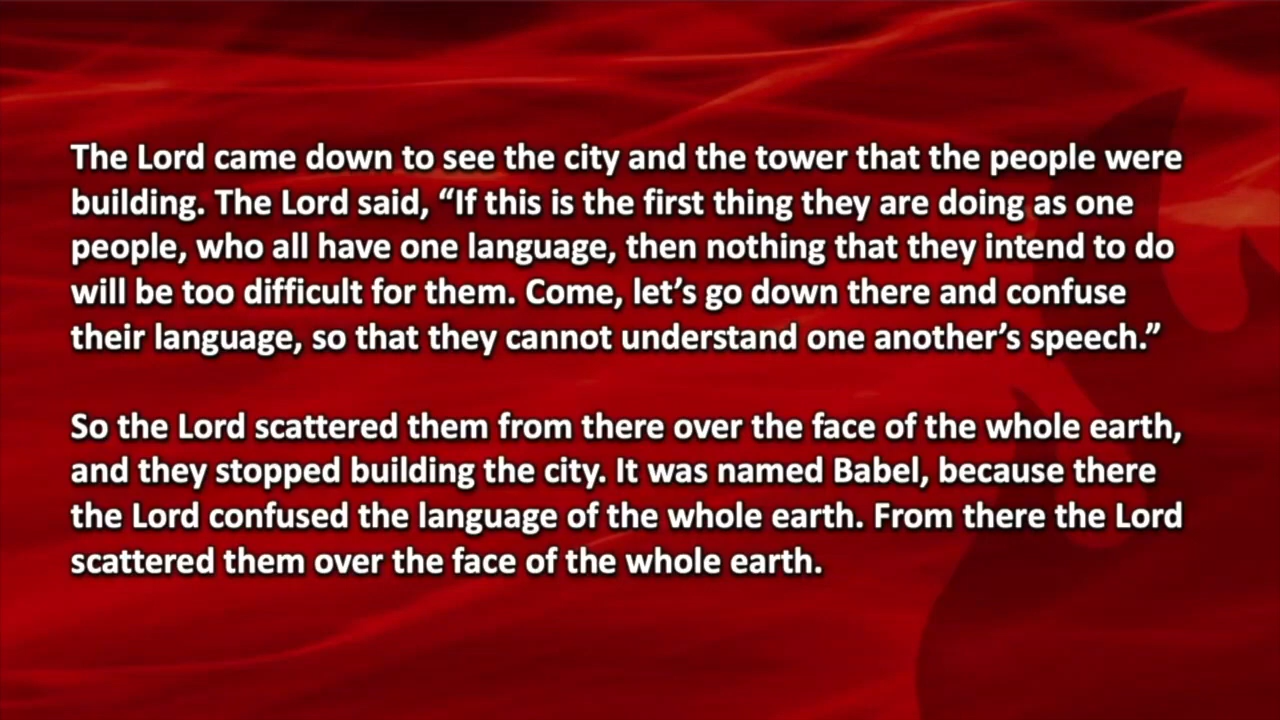 The Lord came down to see the city and the tower that the people were
building. The Lord said, “If this is the first thing they are doing as one
people, who all have one language, then nothing that they intend to do
will be too difficult for them. Come, let’s go down there and confuse
their language, so that they cannot understand one another’s speech.”
So the Lord scattered them from there over the face of the whole earth,
and they stopped building the city. It was named Babel, because there
the Lord confused the language of the whole earth. From there the Lord
scattered them over the face of the whole earth.